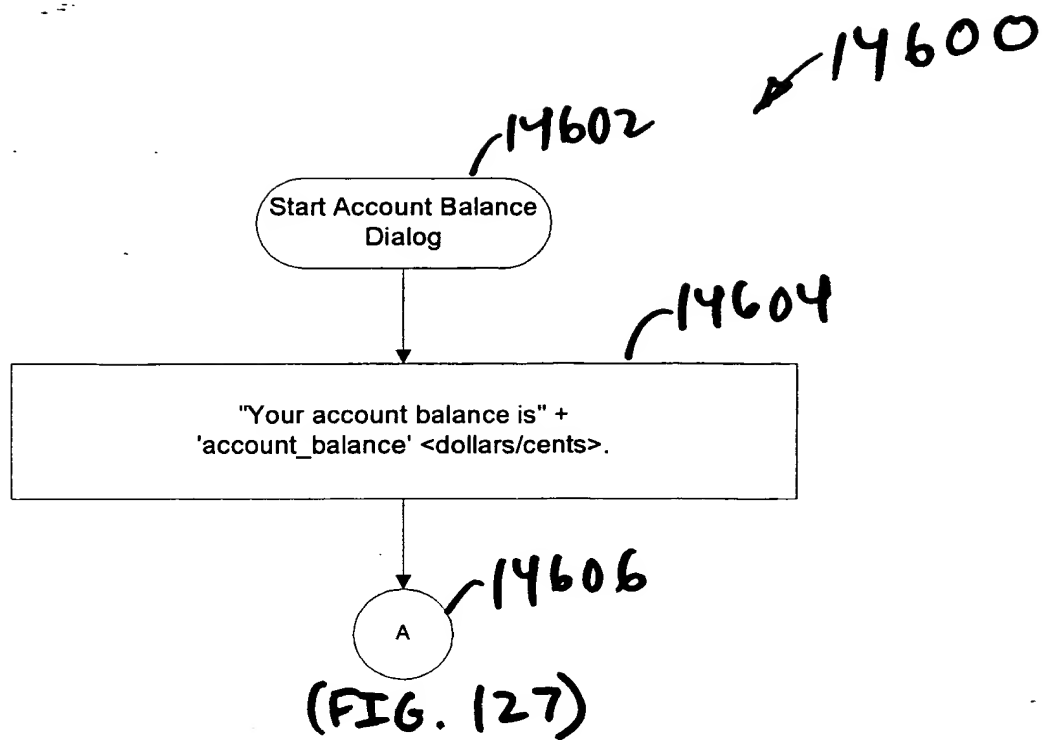 14600
14602
Start Account Balance
Dialog
14604
"Your account balance is" +
'account_balance' <dollars/cents>.
14606
A
(FIG. 127)